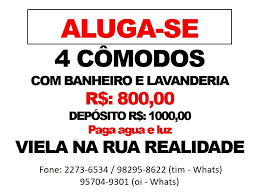 ALUGA-SE
4 CÔMODOS
COM BANHEIRO E LAVANDERIA
R$: 800,00
DEPÓSITO R$: 1000,00
Paga agua e luz
VIELA NA RUA REALIDADE
Fone: 2273-6534 / 98295-8622 (tim - Whats)
95704-9301 (oi - Whats)